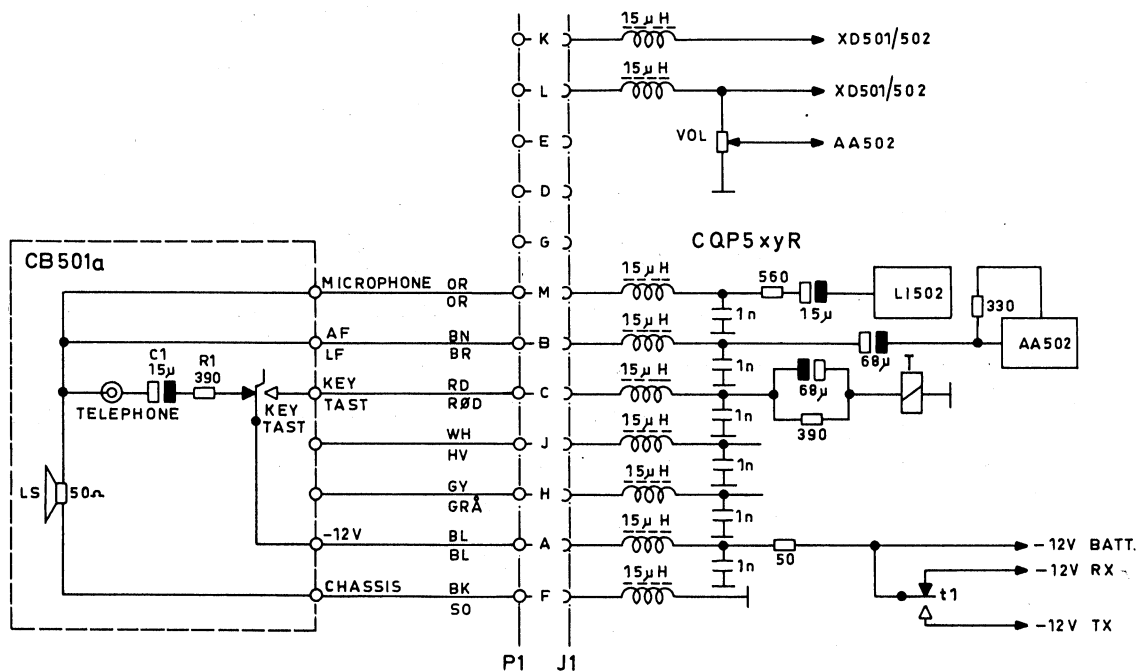 15µH
K
XD501/502
15µH
L
XD501/502
VOL
E
AA502
D
G
CQP5xyR
CB501a
MICROPHONE OR
OR
M
15µH
560
15µ
LI502
330
1n
AF BN
LF BR
B
15µH
68µ
AA502
1n
C1
15µ
R1
390
TELEPHONE
KEY
TAST
KEY RD
TAST RØD
C
15µH
68µ
390
T
1n
WH
HV
J
15µH
1n
LS
50Ω
GY
GRÅ
H
15µH
1n
-12V BL
BL
A
15µH
50
-12V BATT.
1n
-12V RX
t1
-12V TX
CHASSIS BK
SO
F
15µH
P1 J1